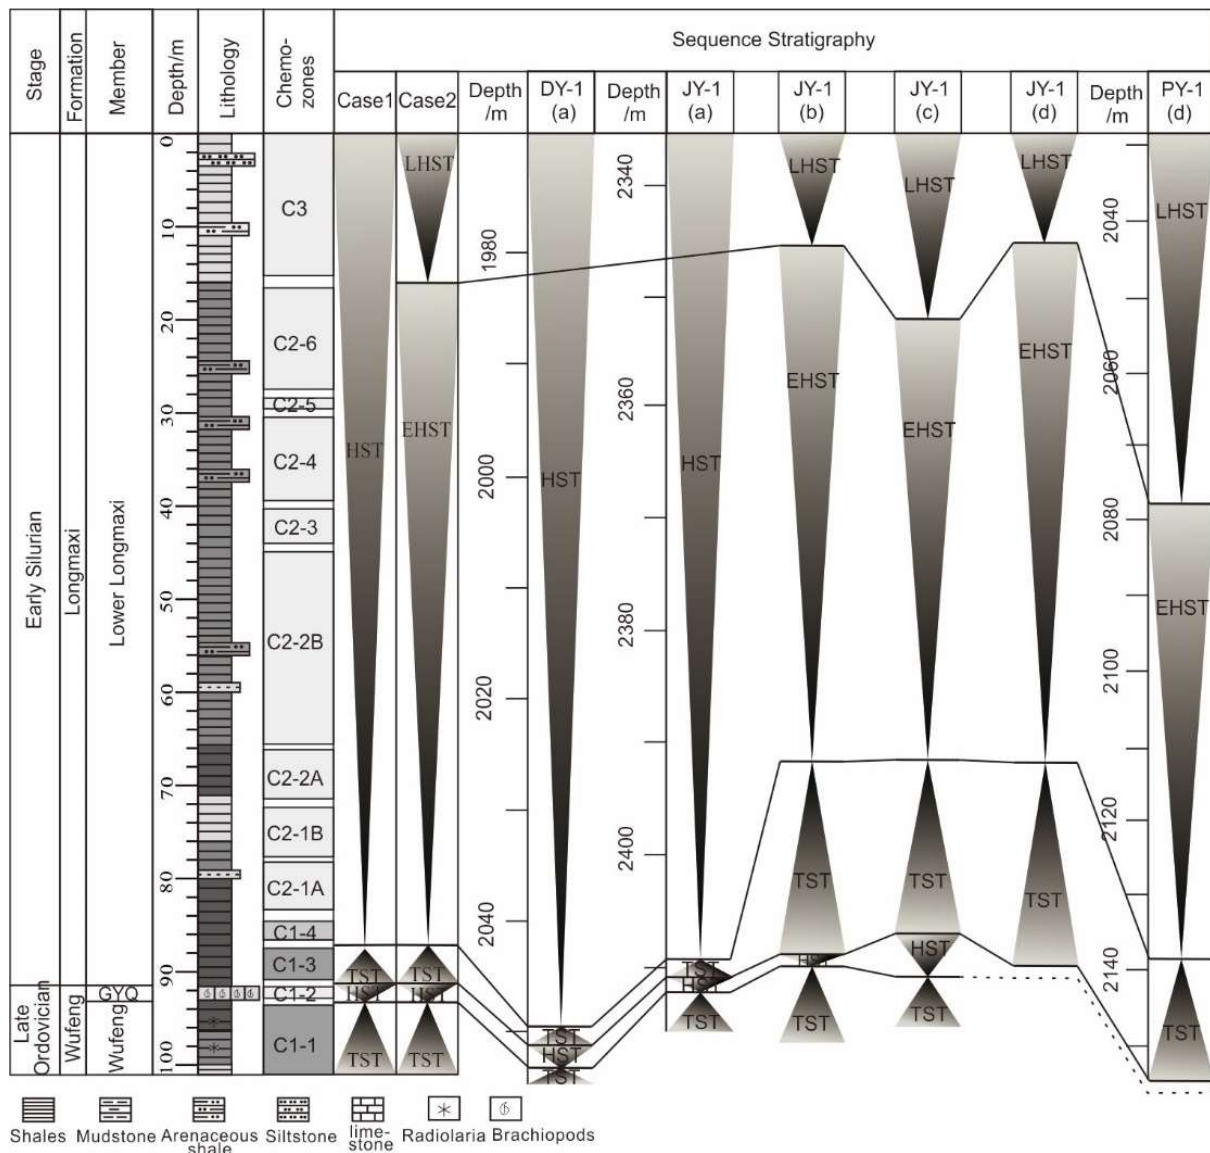 Stage
Formation
Member
Depth/m
Lithology
Chemo-
zones
Sequence Stratigraphy
Case1
Case2
Depth
/m
DY-1
(a)
Depth
/m
JY-1
(a)
JY-1
(b)
JY-1
(c)
JY-1
(d)
Depth
/m
PY-1
(d)
Early Silurian
Late
Ordovician
Longmaxi
Wufeng
Lower Longmaxi
GYQ
Wufeng
0
10
20
30
40
50
60
70
80
90
100
C3
C2-6
C2-5
C2-4
C2-3
C2-2B
C2-2A
C2-1B
C2-1A
C1-4
C1-3
C1-2
C1-1
HST
TST
HST
TST
LHST
EHST
TST
HST
TST
1980
2000
2020
2040
HST
TST
HST
TST
2340
2360
2380
2400
HST
TST
HST
TST
LHST
EHST
TST
HST
TST
LHST
EHST
TST
HST
TST
LHST
EHST
TST
2040
2060
2080
2100
2120
2140
LHST
EHST
TST
Shales
Mudstone
Arenaceous
shale
Siltstone
lime-
stone
Radiolaria
Brachiopods